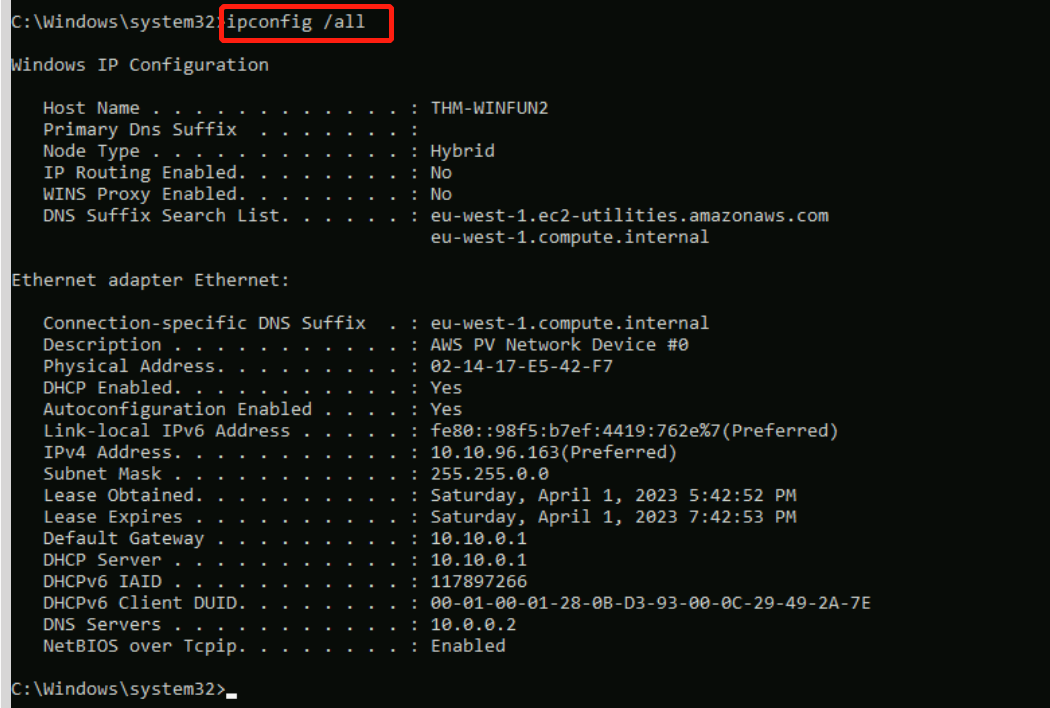 C:\Windows\system32>ipconfig /all
Windows IP Configuration
Host Name . . . . . . . . . . . . : THM-WINFUN2
Primary Dns Suffix  . . . . . . . :
Node Type . . . . . . . . . . . . : Hybrid
IP Routing Enabled. . . . . . . . : No
WINS Proxy Enabled. . . . . . . . : No
DNS Suffix Search List. . . . . . : eu-west-1.ec2-utilities.amazonaws.com
eu-west-1.compute.internal
Ethernet adapter Ethernet:
Connection-specific DNS Suffix  . : eu-west-1.compute.internal
Description . . . . . . . . . . . : AWS PV Network Device #0
Physical Address. . . . . . . . . : 02-14-17-E5-42-F7
DHCP Enabled. . . . . . . . . . . : Yes
Autoconfiguration Enabled . . . . : Yes
Link-local IPv6 Address . . . . . : fe80::98f5:b7ef:4419:762e%7(Preferred)
IPv4 Address. . . . . . . . . . . : 10.10.96.163(Preferred)
Subnet Mask . . . . . . . . . . . : 255.255.0.0
Lease Obtained. . . . . . . . . . : Saturday, April 1, 2023 5:42:52 PM
Lease Expires . . . . . . . . . . : Saturday, April 1, 2023 7:42:53 PM
Default Gateway . . . . . . . . . : 10.10.0.1
DHCP Server . . . . . . . . . . . : 10.10.0.1
DHCPv6 IAID . . . . . . . . . . . : 117897266
DHCPv6 Client DUID. . . . . . . . : 00-01-00-01-28-0B-D3-93-00-0C-29-49-2A-7E
DNS Servers . . . . . . . . . . . : 10.0.0.2
NetBIOS over Tcpip. . . . . . . . : Enabled
C:\Windows\system32>